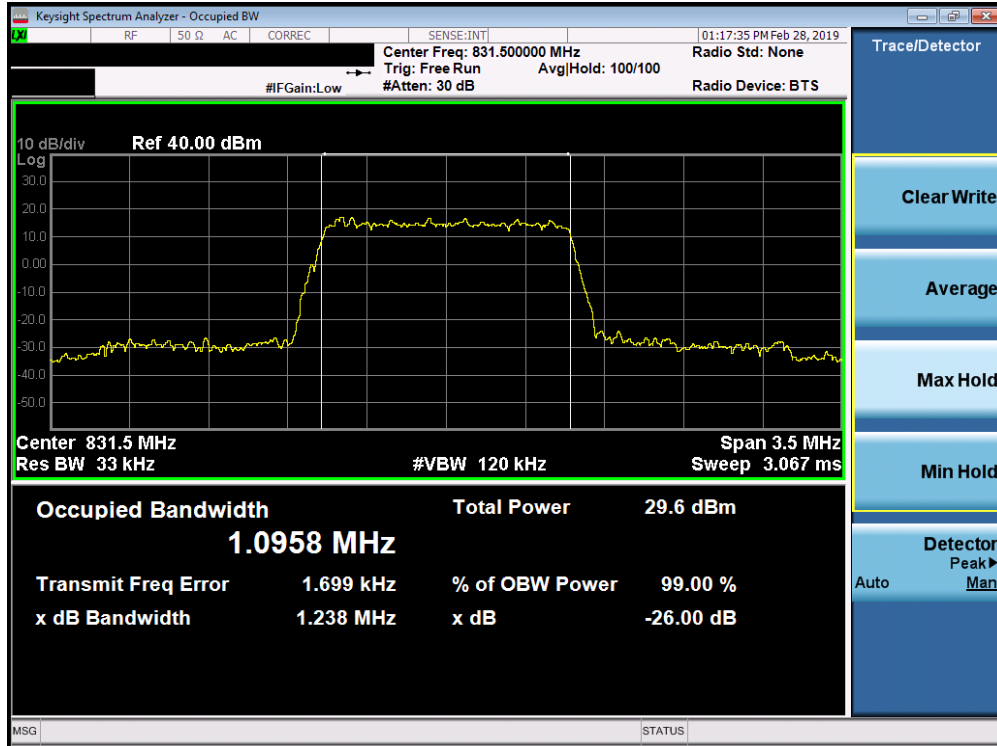 Keysight Spectrum Analyzer - Occupied BW
LXI RF 50 Ω AC CORREC SENSE:INT 01:17:35 PM Feb 28, 2019
Center Freq: 831.500000 MHz Radio Std: None
Trig: Free Run Avg|Hold: 100/100
#IFGain:Low #Atten: 30 dB Radio Device: BTS
10 dB/div Ref 40.00 dBm
Log
30.0
20.0
10.0
0.00
-10.0
-20.0
-30.0
-40.0
-50.0
Center 831.5 MHz Span 3.5 MHz
Res BW 33 kHz #VBW 120 kHz Sweep 3.067 ms
Occupied Bandwidth Total Power 29.6 dBm
1.0958 MHz
Transmit Freq Error 1.699 kHz % of OBW Power 99.00 %
x dB Bandwidth 1.238 MHz x dB -26.00 dB
MSG STATUS
Trace/Detector
Clear Write
Average
Max Hold
Min Hold
Detector
Peak▶
Auto Man